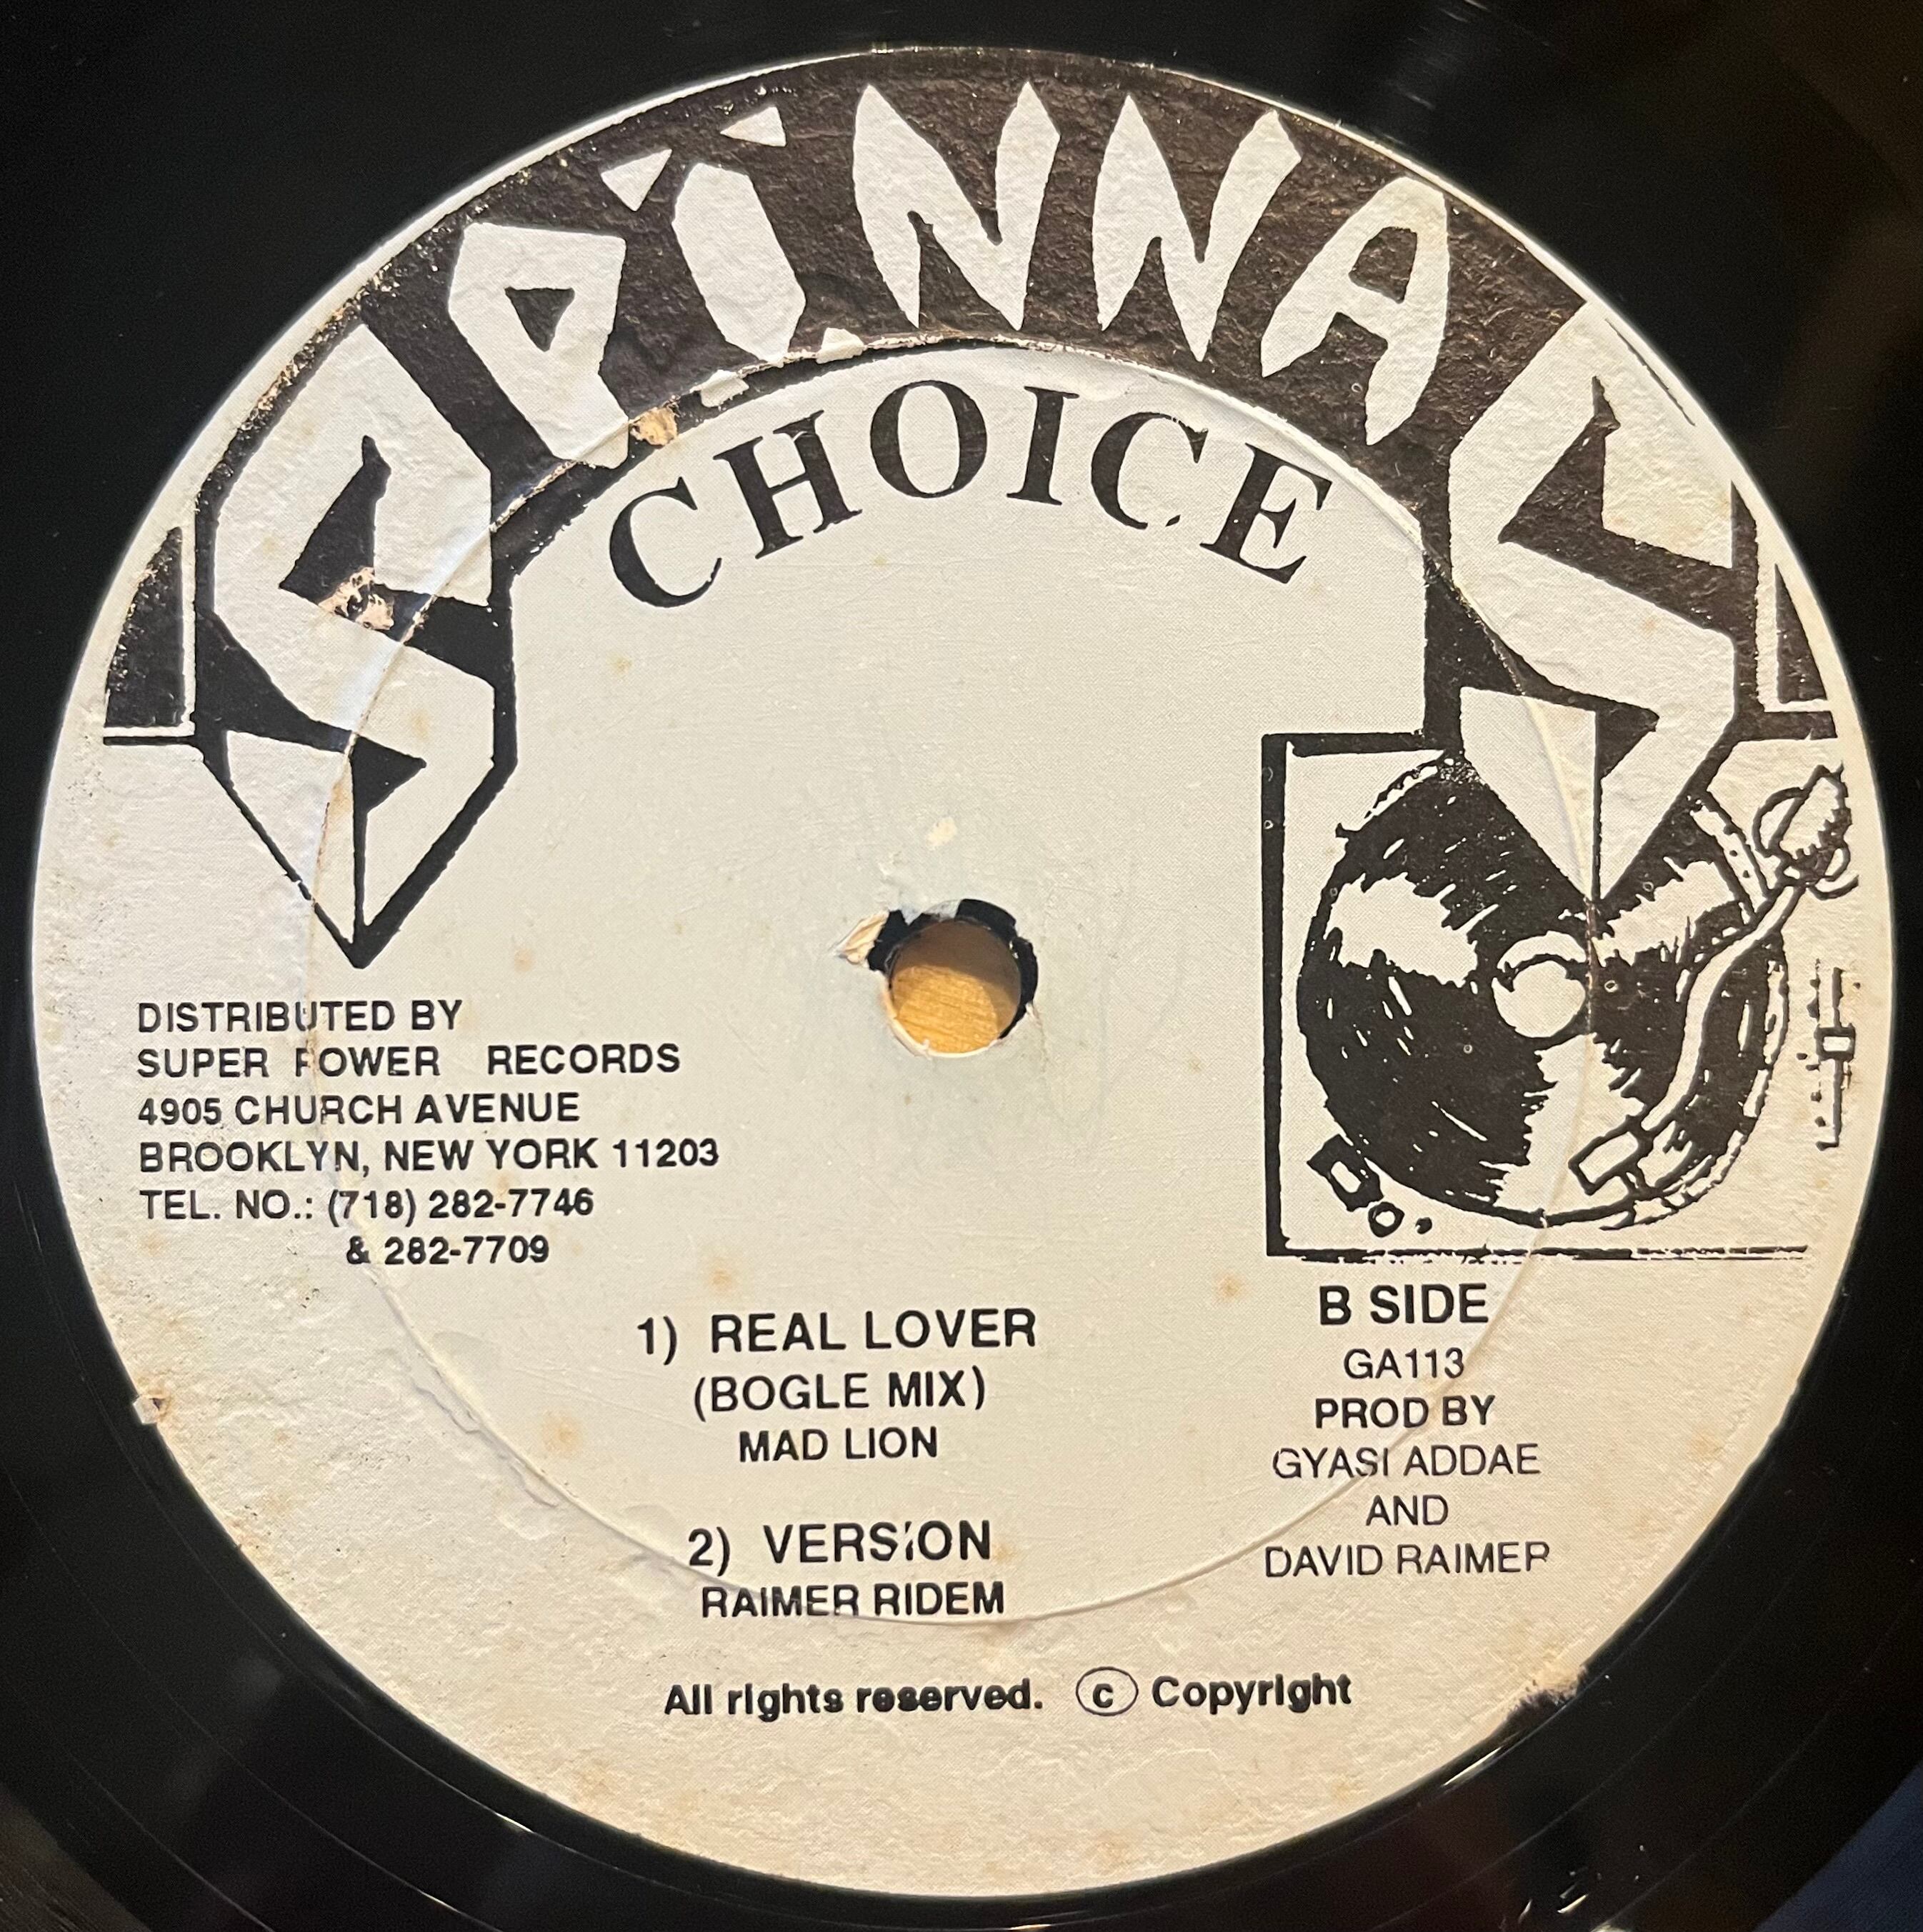 SPINNAS
CHOICE
DISTRIBUTED BY
SUPER POWER RECORDS
4905 CHURCH AVENUE
BROOKLYN, NEW YORK 11203
TEL. NO.: (718) 282-7746
& 282-7709
1) REAL LOVER
(BOGLE MIX)
MAD LION
2) VERSION
RAIMER RIDEM
B SIDE
GA113
PROD BY
GYASI ADDAE
AND
DAVID RAIMER
All rights reserved. © Copyright